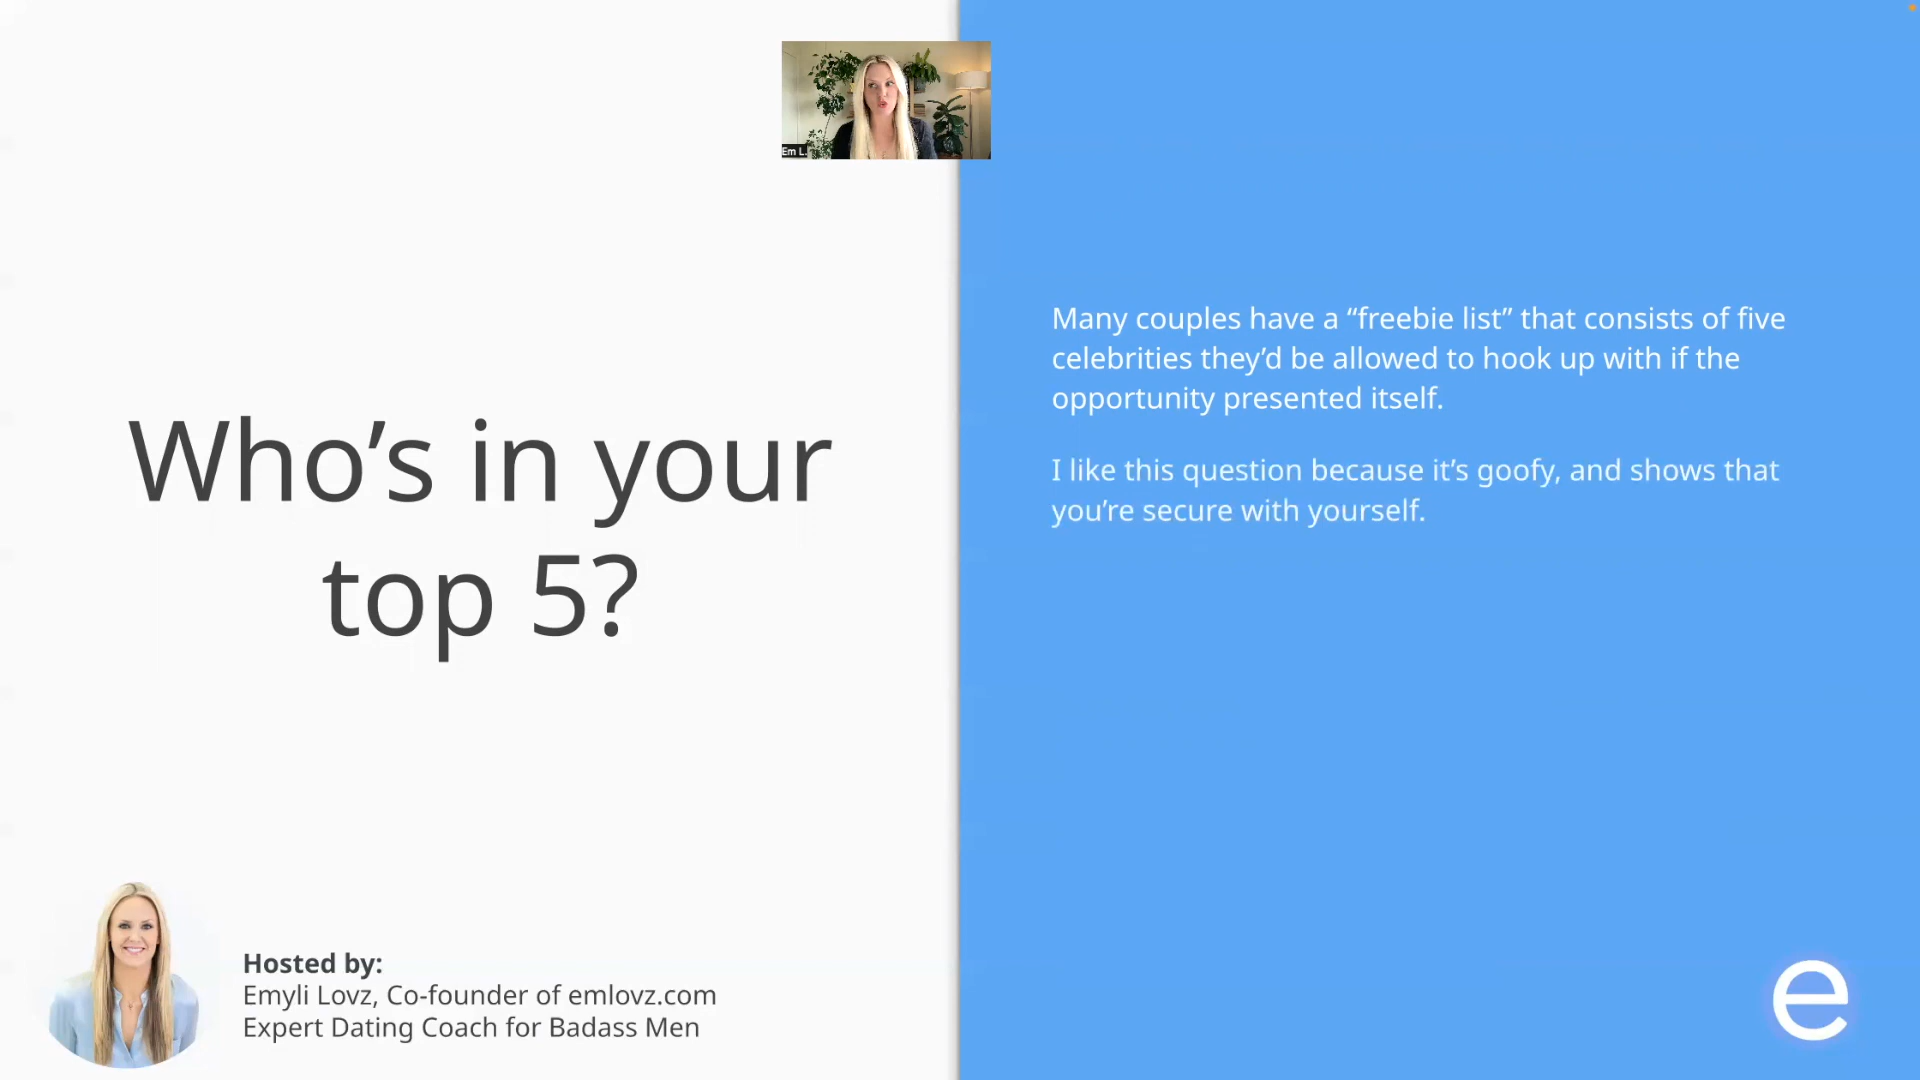 Em L.
Who’s in your
top 5?
Many couples have a “freebie list” that consists of five
celebrities they’d be allowed to hook up with if the
opportunity presented itself.
I like this question because it’s goofy, and shows that
you’re secure with yourself.
Hosted by:
Emyli Lovz, Co-founder of emlovz.com
Expert Dating Coach for Badass Men
e